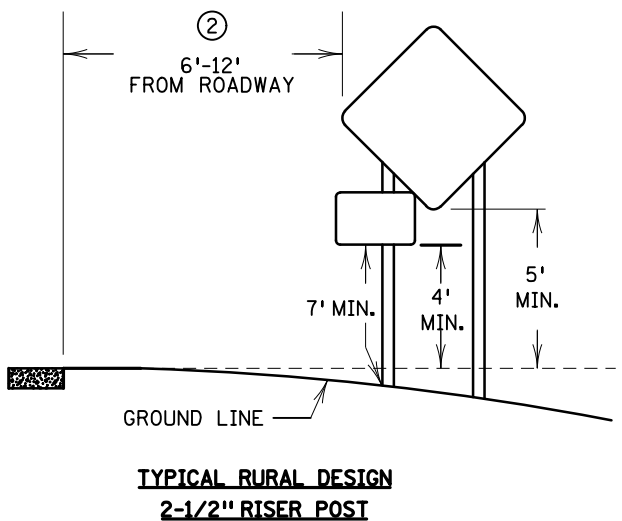 2
6'-12'
FROM ROADWAY
7' MIN.
4'
MIN.
5'
MIN.
GROUND LINE
TYPICAL RURAL DESIGN
2-1/2" RISER POST